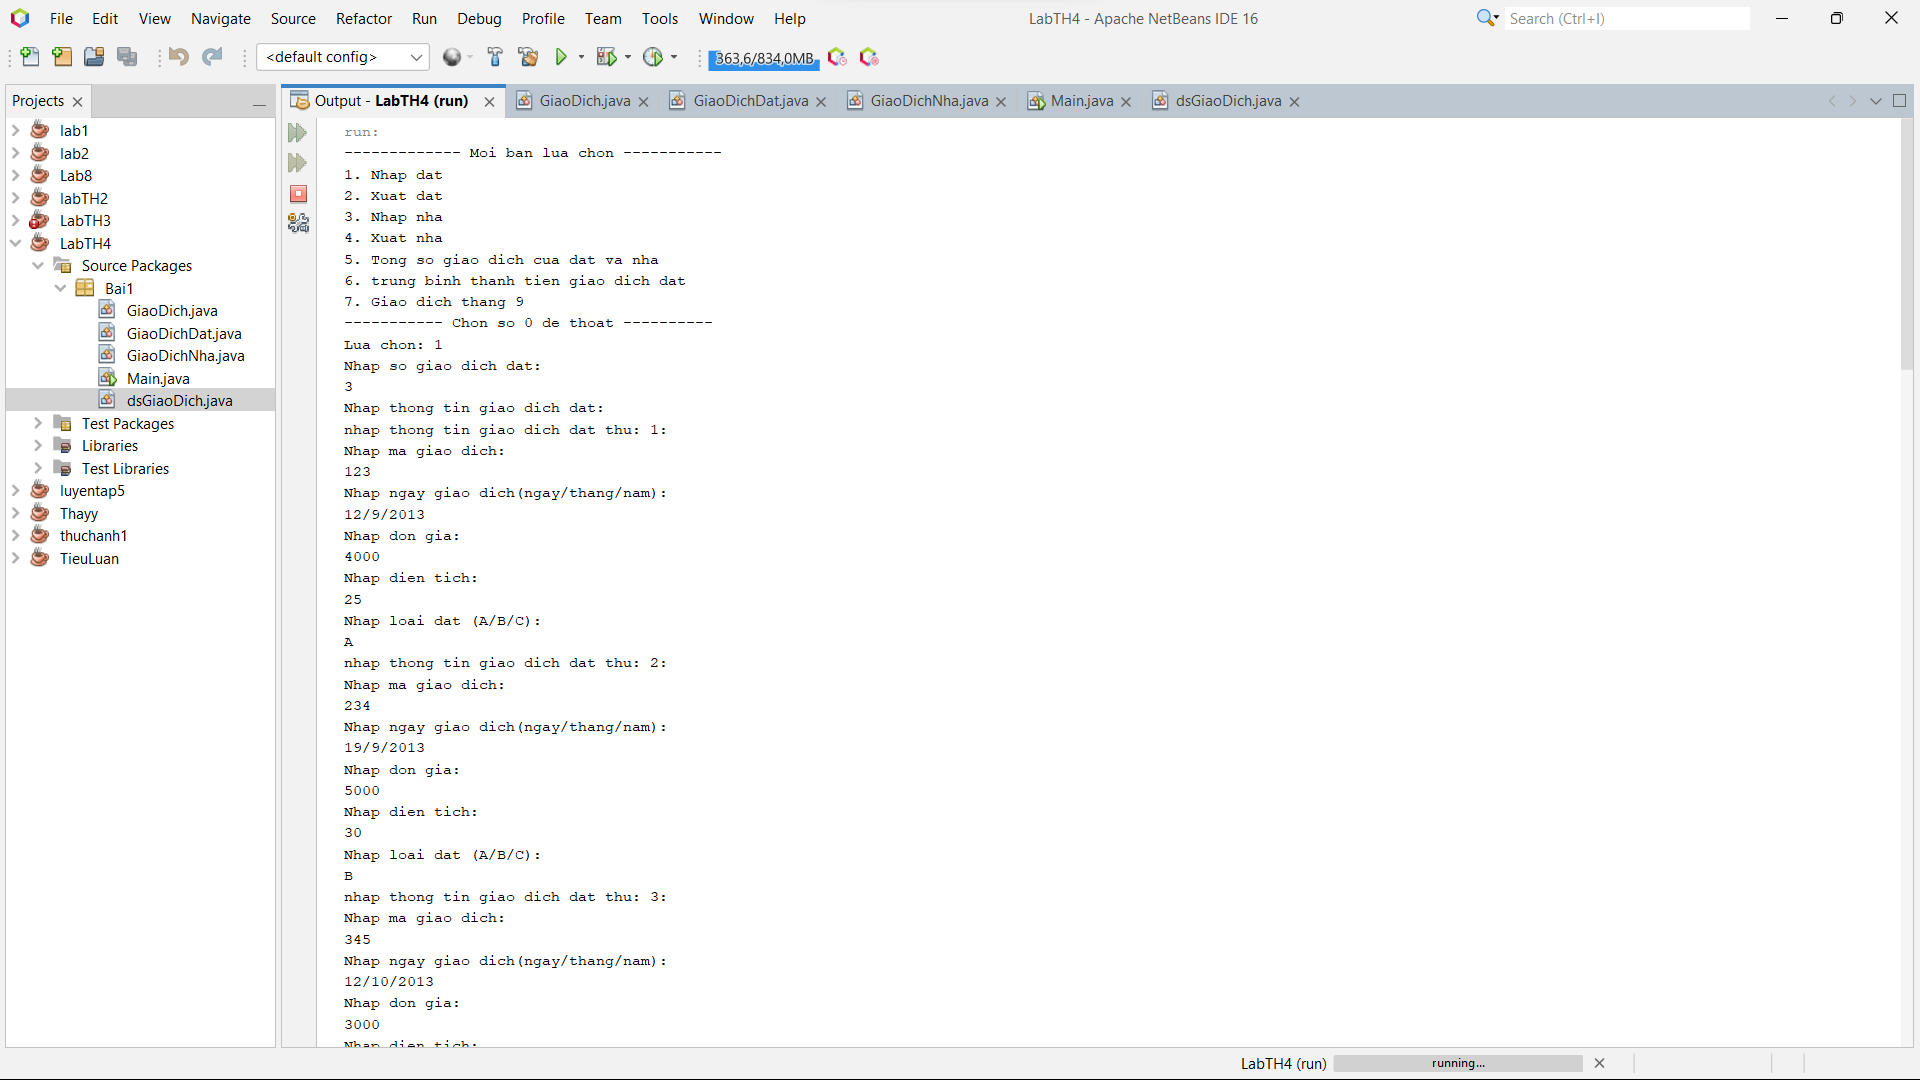 File Edit View Navigate Source Refactor Run Debug Profile Team Tools Window Help
LabTH4 - Apache NetBeans IDE 16
Search (Ctrl+I)
<default config>
363,6/834,0MB
Projects
lab1
lab2
Lab8
labTH2
LabTH3
LabTH4
Source Packages
Bai1
GiaoDich.java
GiaoDichDat.java
GiaoDichNha.java
Main.java
dsGiaoDich.java
Test Packages
Libraries
Test Libraries
luyentap5
Thayy
thuchanh1
TieuLuan
Output - LabTH4 (run) GiaoDich.java GiaoDichDat.java GiaoDichNha.java Main.java dsGiaoDich.java
run:
------------- Moi ban lua chon -----------
1. Nhap dat
2. Xuat dat
3. Nhap nha
4. Xuat nha
5. Tong so giao dich cua dat va nha
6. trung binh thanh tien giao dich dat
7. Giao dich thang 9
----------- Chon so 0 de thoat ----------
Lua chon: 1
Nhap so giao dich dat:
3
Nhap thong tin giao dich dat:
nhap thong tin giao dich dat thu: 1:
Nhap ma giao dich:
123
Nhap ngay giao dich(ngay/thang/nam):
12/9/2013
Nhap don gia:
4000
Nhap dien tich:
25
Nhap loai dat (A/B/C):
A
nhap thong tin giao dich dat thu: 2:
Nhap ma giao dich:
234
Nhap ngay giao dich(ngay/thang/nam):
19/9/2013
Nhap don gia:
5000
Nhap dien tich:
30
Nhap loai dat (A/B/C):
B
nhap thong tin giao dich dat thu: 3:
Nhap ma giao dich:
345
Nhap ngay giao dich(ngay/thang/nam):
12/10/2013
Nhap don gia:
3000
Nhap dien tich:
LabTH4 (run) running...